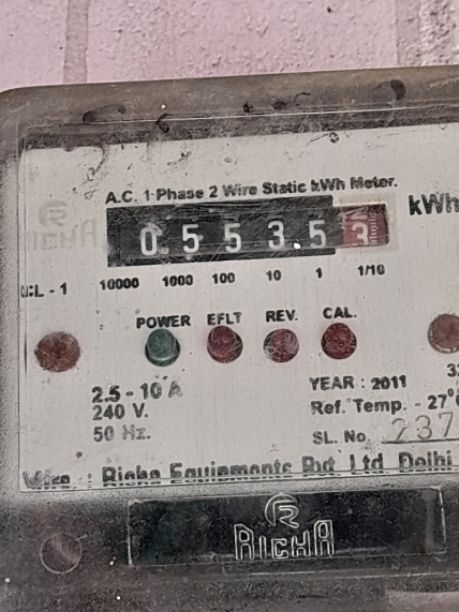 A.C. 1 Phase 2 Wire Static kWh Meter.
0 5 5 3.5 3 kWh
CL - 1 10000 1000 100 10 1 1/10
POWER EFLT REV. CAL.
2.5 - 10 A
240 V.
50 Hz.
YEAR : 2011
Ref. Temp. - 27°
SL. No. 237
: Richa Equipments Pvt. Ltd. Delhi
RICHA